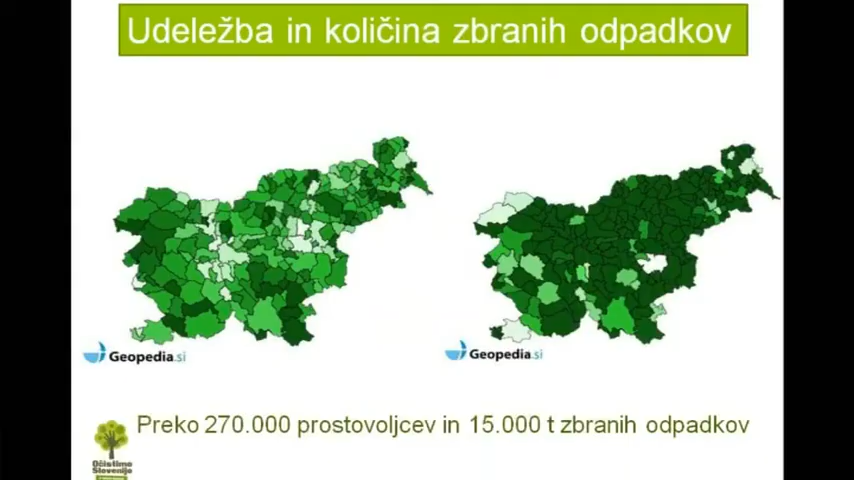 Udeležba in količina zbranih odpadkov
Geopedia.si
Geopedia.si
Preko 270.000 prostovoljcev in 15.000 t zbranih odpadkov
Očistimo
Slovenijo